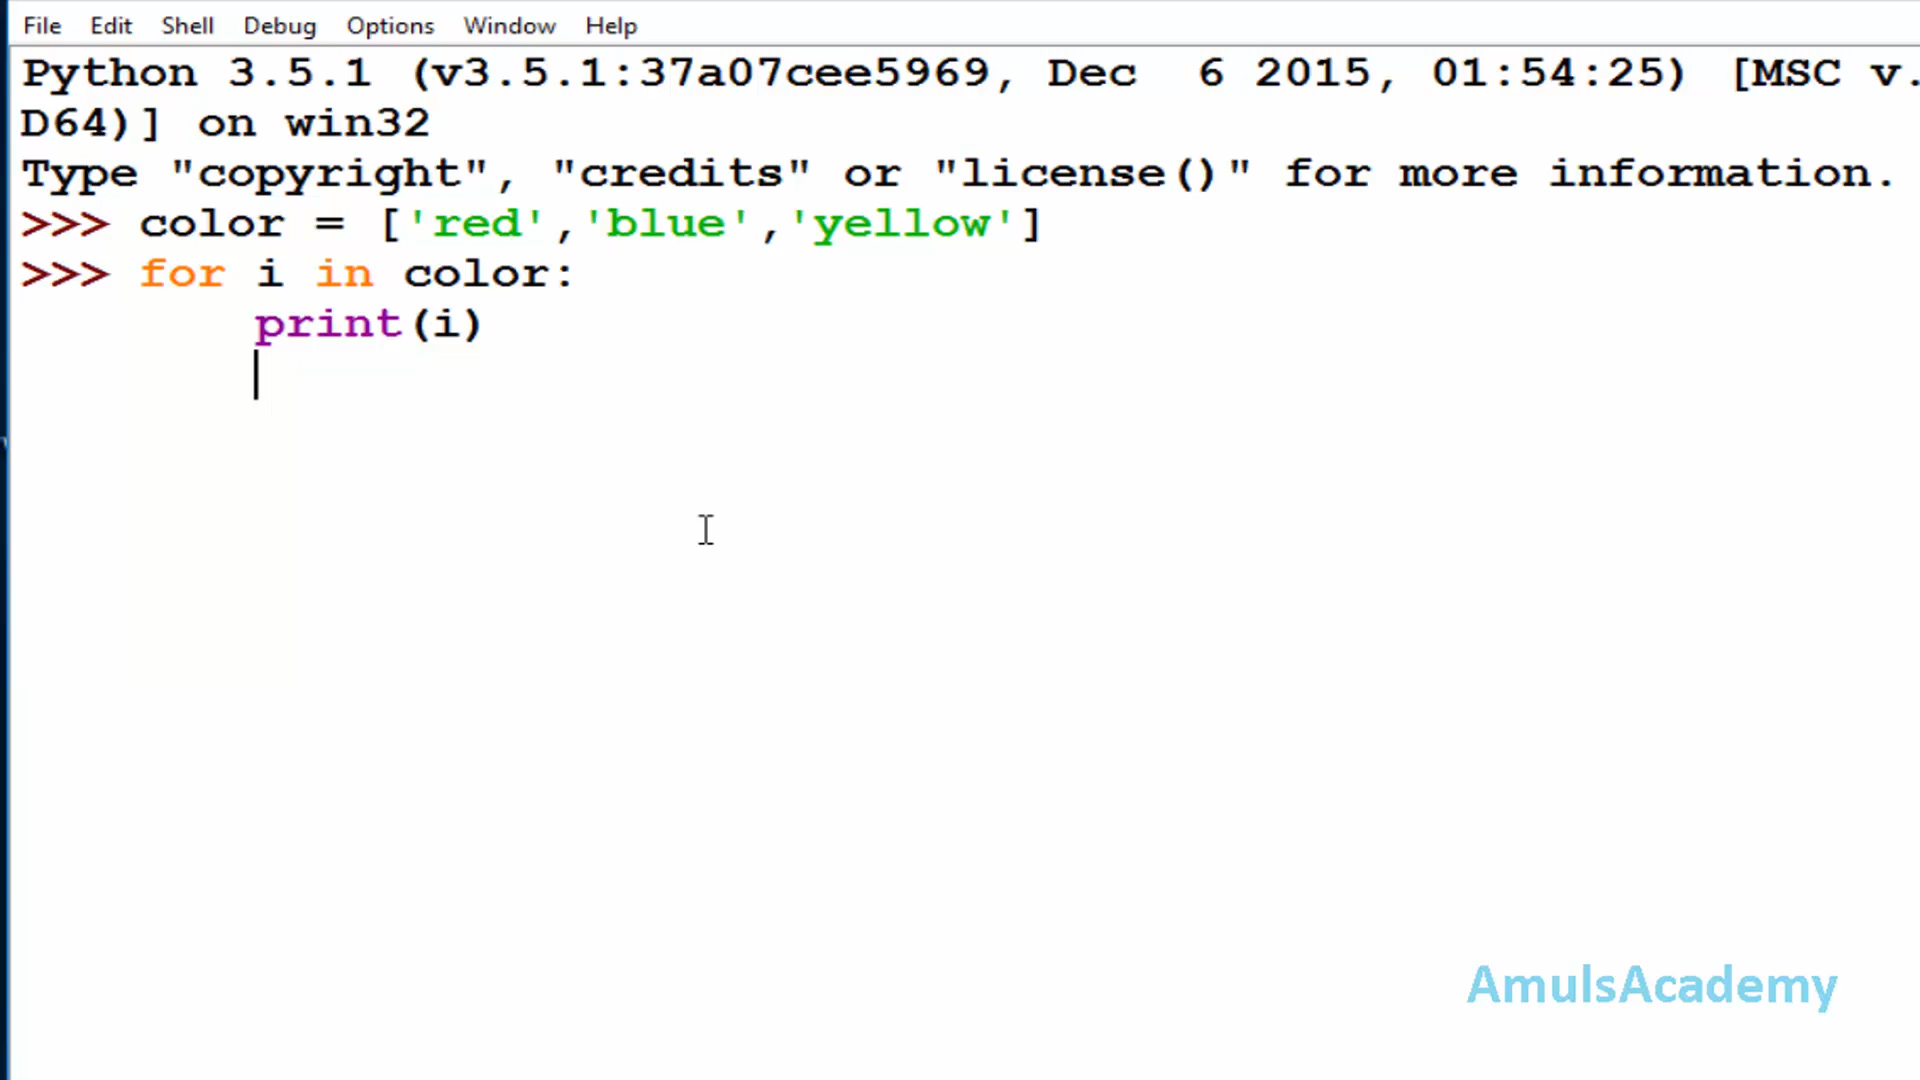 File Edit Shell Debug Options Window Help
Python 3.5.1 (v3.5.1:37a07cee5969, Dec  6 2015, 01:54:25) [MSC v.
D64)] on win32
Type "copyright", "credits" or "license()" for more information.
>>> color = ['red','blue','yellow']
>>> for i in color:
        print(i)
AmulsAcademy